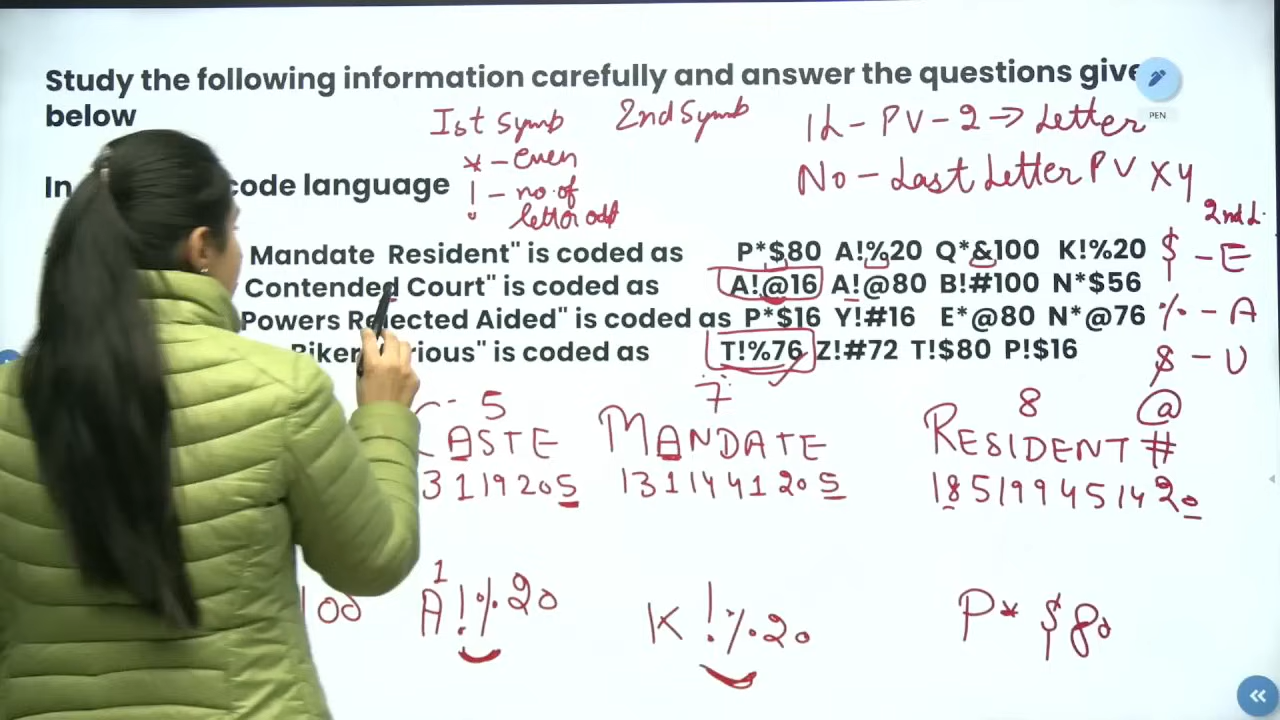 Study the following information carefully and answer the questions give
below
Ist Symb 2nd Symb
1L - PV - 2 → Letter
PEN
* - even
No - Last Letter PV x 4
In code language
! - no. of
letter odd
2nd L.
Mandate Resident" is coded as P*$80 A!%20 Q*&100 K!%20
$ - E
Contended Court" is coded as A!@16 A!@80 B!#100 N*$56
% - A
Powers Rejected Aided" is coded as P*$16 Y!#16 E*@80 N*@76
Biker rious" is coded as T!%76 Z!#72 T!$80 P!$16
$ - U
5 7 8 @
CASTE MANDATE RESIDENT #
3 1 19 20 5 13 1 14 4 1 20 5 18 5 19 9 4 5 14 20
1
100 A!%20 K!%20 P*$80